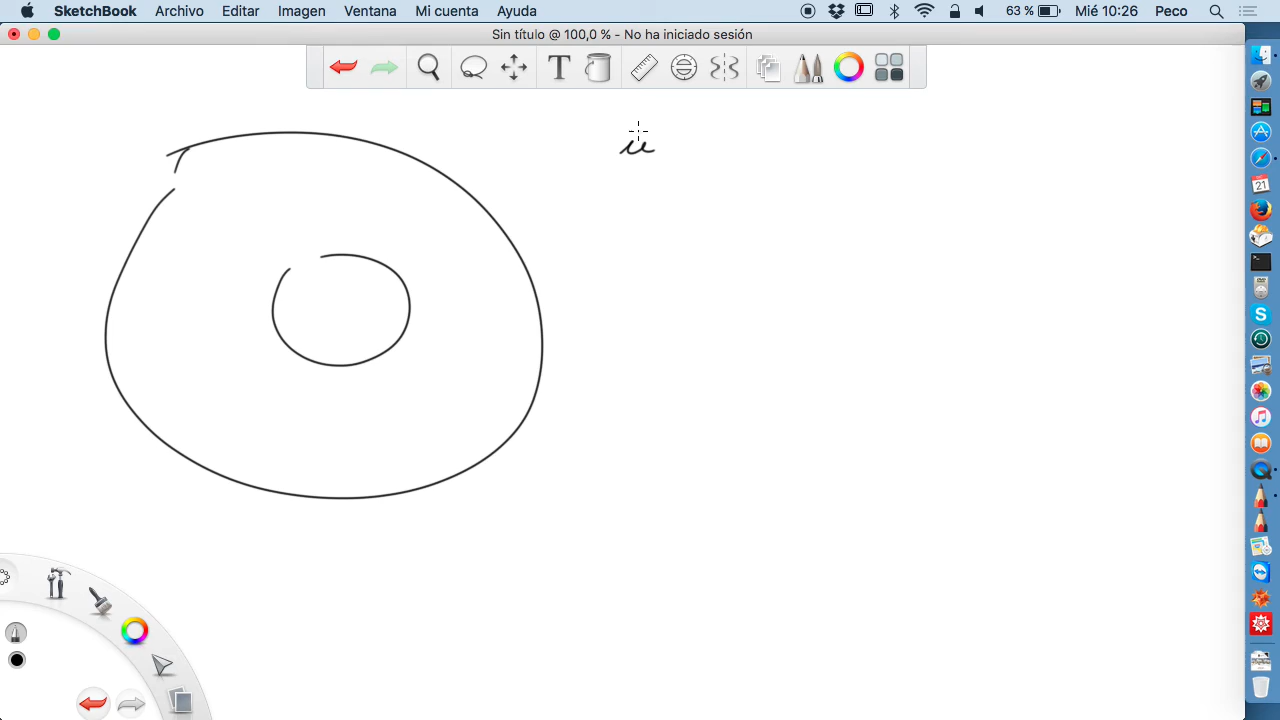 SketchBook Archivo Editar Imagen Ventana Mi cuenta Ayuda 63 % Mié 10:26 Peco
Sin título @ 100,0 % - No ha iniciado sesión
T
u
21
S